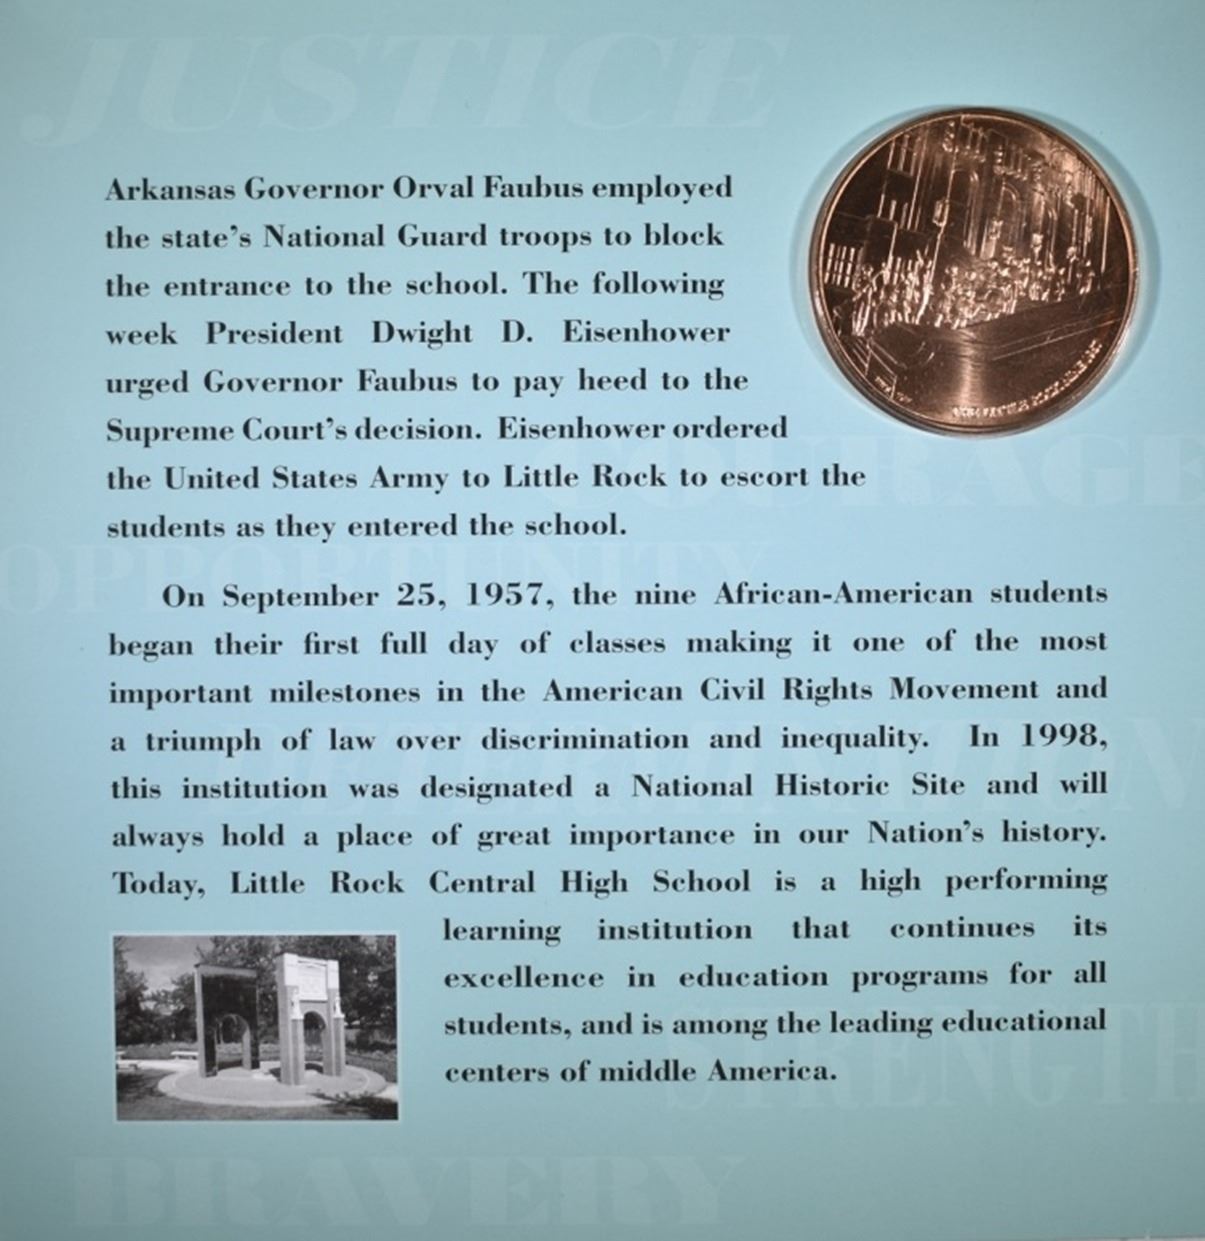 JUSTICE
Arkansas Governor Orval Faubus employed
the state's National Guard troops to block
the entrance to the school. The following
week President Dwight D. Eisenhower
urged Governor Faubus to pay heed to the
Supreme Court's decision. Eisenhower ordered
COURAGE
the United States Army to Little Rock to escort the
students as they entered the school.
OPPORTUNITY
On September 25, 1957, the nine African-American students
began their first full day of classes making it one of the most
important milestones in the American Civil Rights Movement and
a triumph of law over discrimination and inequality. In 1998,
DETERMINATION
this institution was designated a National Historic Site and will
always hold a place of great importance in our Nation's history.
Today, Little Rock Central High School is a high performing
learning institution that continues its
excellence in education programs for all
students, and is among the leading educational
STRENGTH
centers of middle America.
BRAVERY